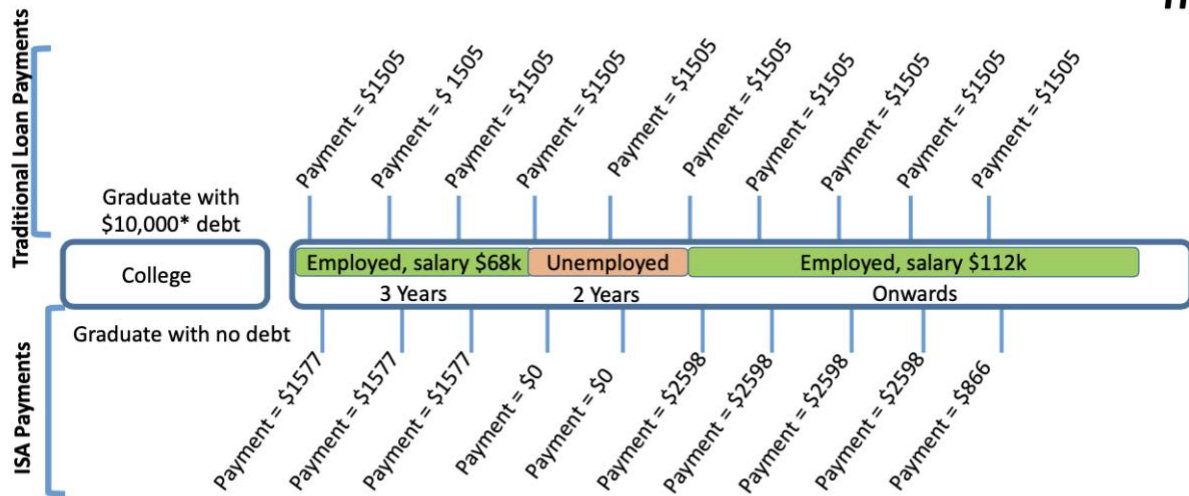 Traditional Loan Payments
Payment = $1505
Payment = $ 1505
Payment = $1505
Payment = $1505
Payment = $1505
Payment = $1505
Payment = $1505
Payment = $1505
Payment = $1505
Payment = $1505
Graduate with
$10,000* debt
College
Employed, salary $68k
Unemployed
Employed, salary $112k
3 Years
2 Years
Onwards
Graduate with no debt
ISA Payments
Payment = $1577
Payment = $1577
Payment = $1577
Payment = $0
Payment = $0
Payment = $2598
Payment = $2598
Payment = $2598
Payment = $2598
Payment = $866